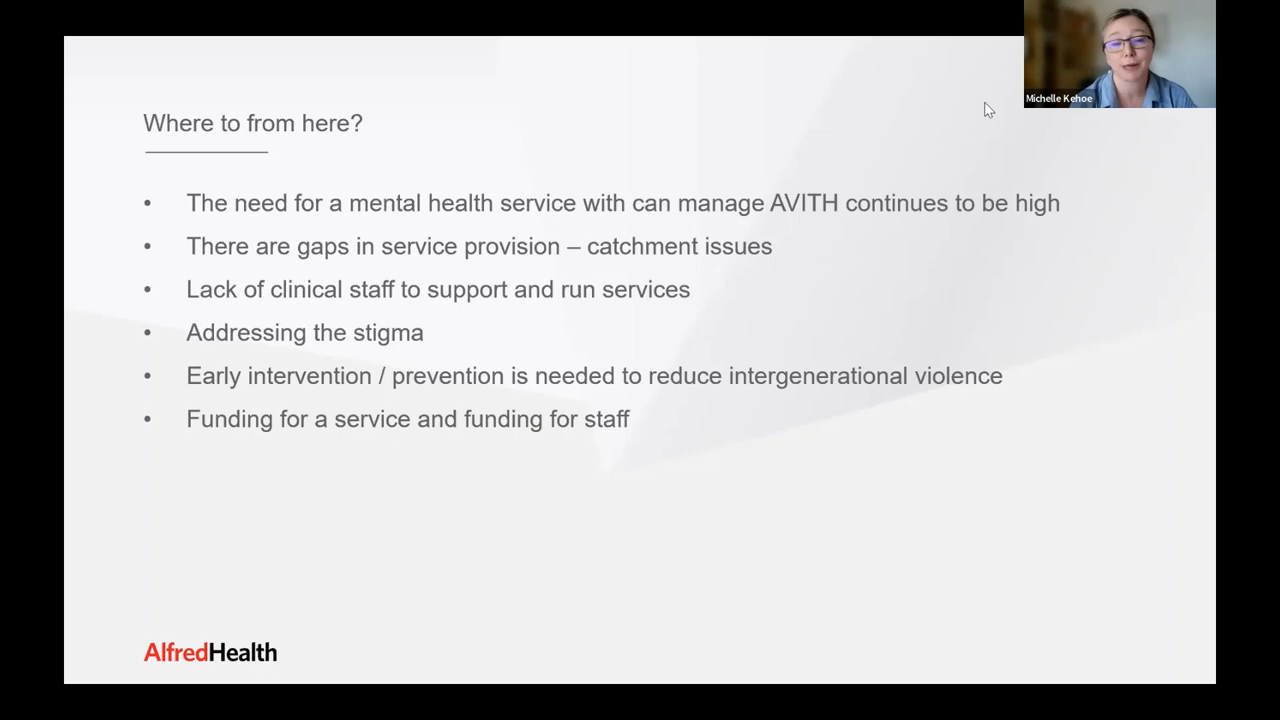 Michelle Kehoe
Where to from here?
• The need for a mental health service with can manage AVITH continues to be high
• There are gaps in service provision – catchment issues
• Lack of clinical staff to support and run services
• Addressing the stigma
• Early intervention / prevention is needed to reduce intergenerational violence
• Funding for a service and funding for staff
AlfredHealth